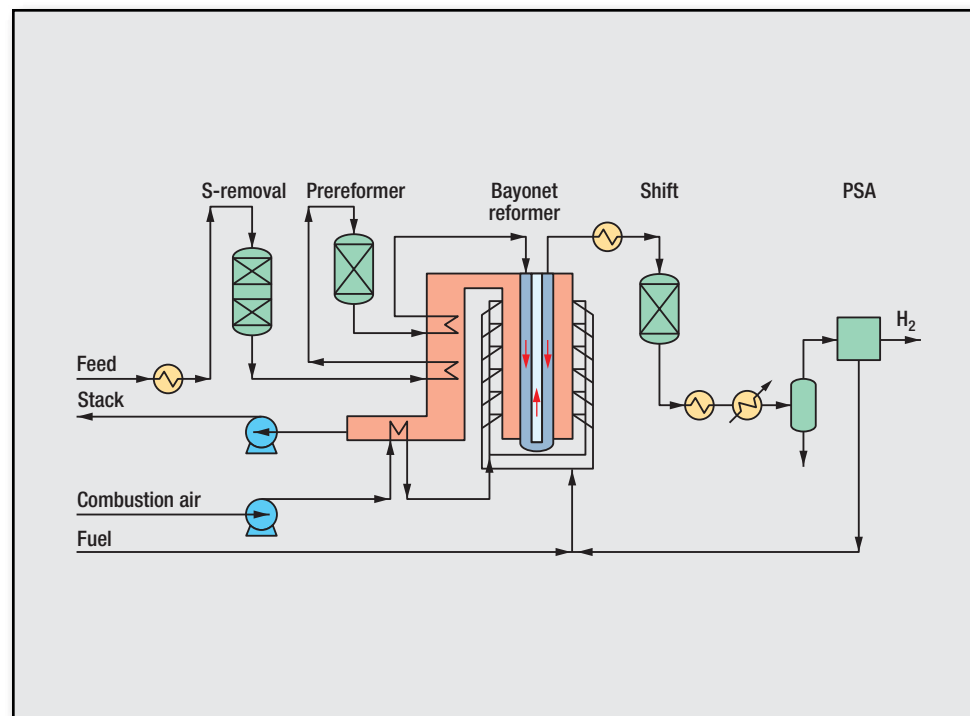 S-removal
Prereformer
Bayonet
reformer
Shift
PSA
H2
Feed
Stack
Combustion air
Fuel